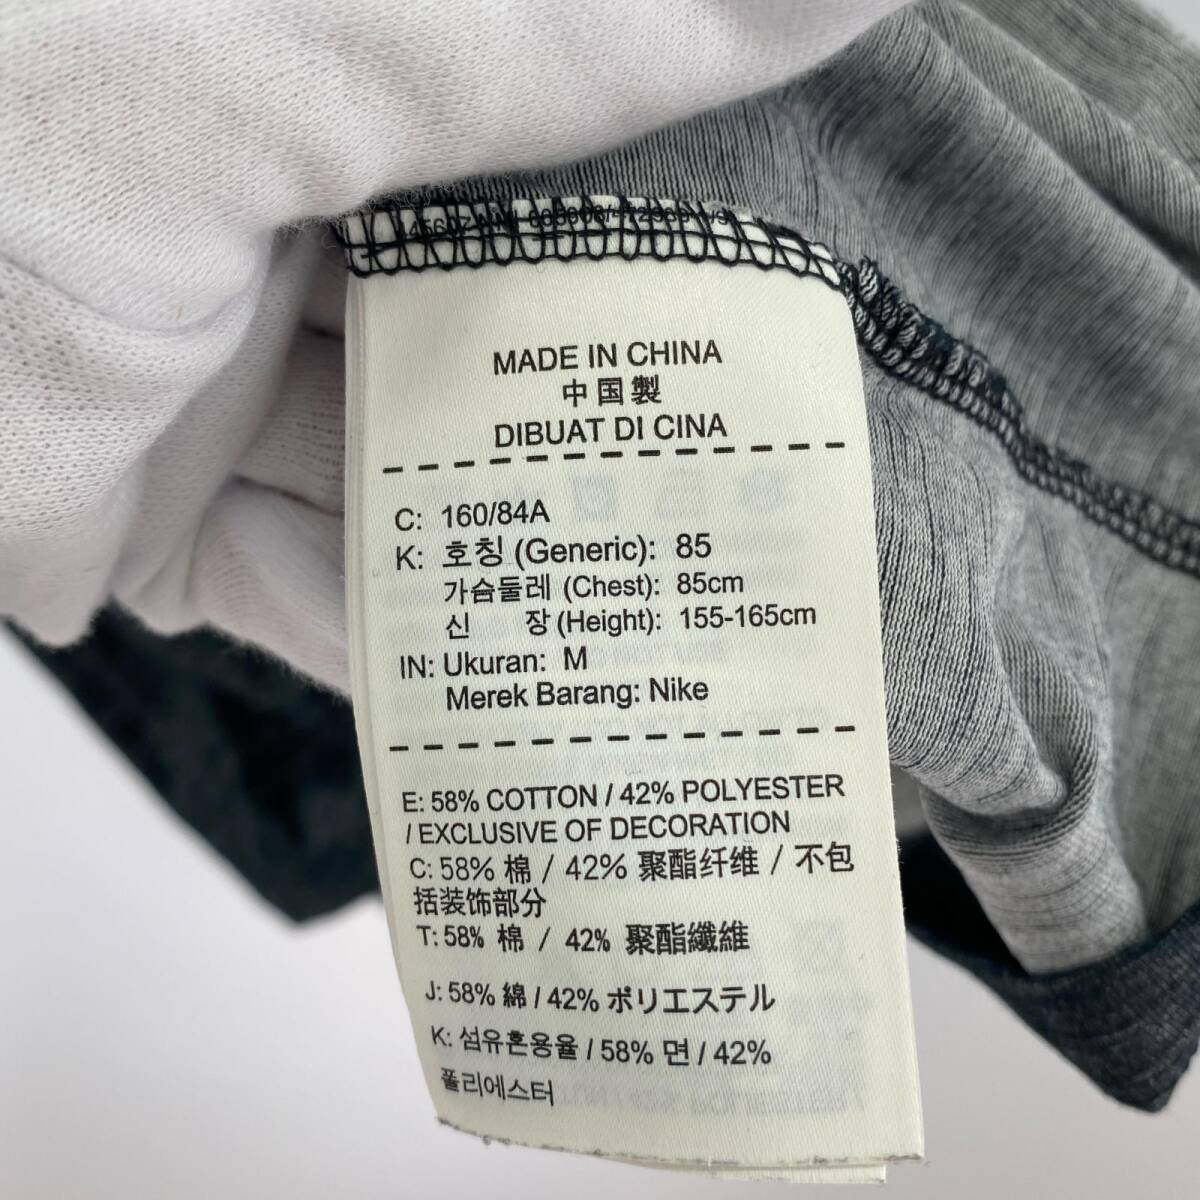 MADE IN CHINA
中国製
DIBUAT DI CINA
C: 160/84A
K: 호칭 (Generic): 85
가슴둘레 (Chest): 85cm
신 장 (Height): 155-165cm
IN: Ukuran: M
Merek Barang: Nike
E: 58% COTTON / 42% POLYESTER
/ EXCLUSIVE OF DECORATION
C: 58% 棉 / 42% 聚酯纤维 / 不包
括装饰部分
T: 58% 棉 / 42% 聚酯纖維
J: 58% 綿 / 42% ポリエステル
K: 섬유혼용율 / 58% 면 / 42%
폴리에스터